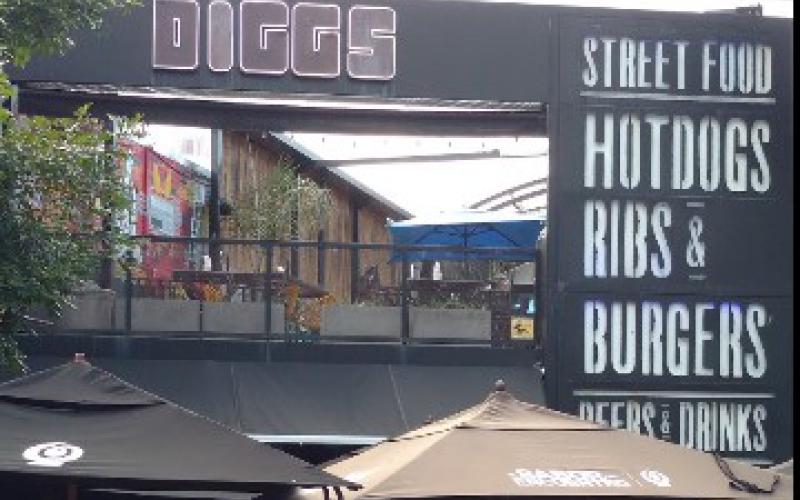 DIGGS
STREET FOOD
HOTDOGS
RIBS &
BURGERS
BEERS & DRINKS